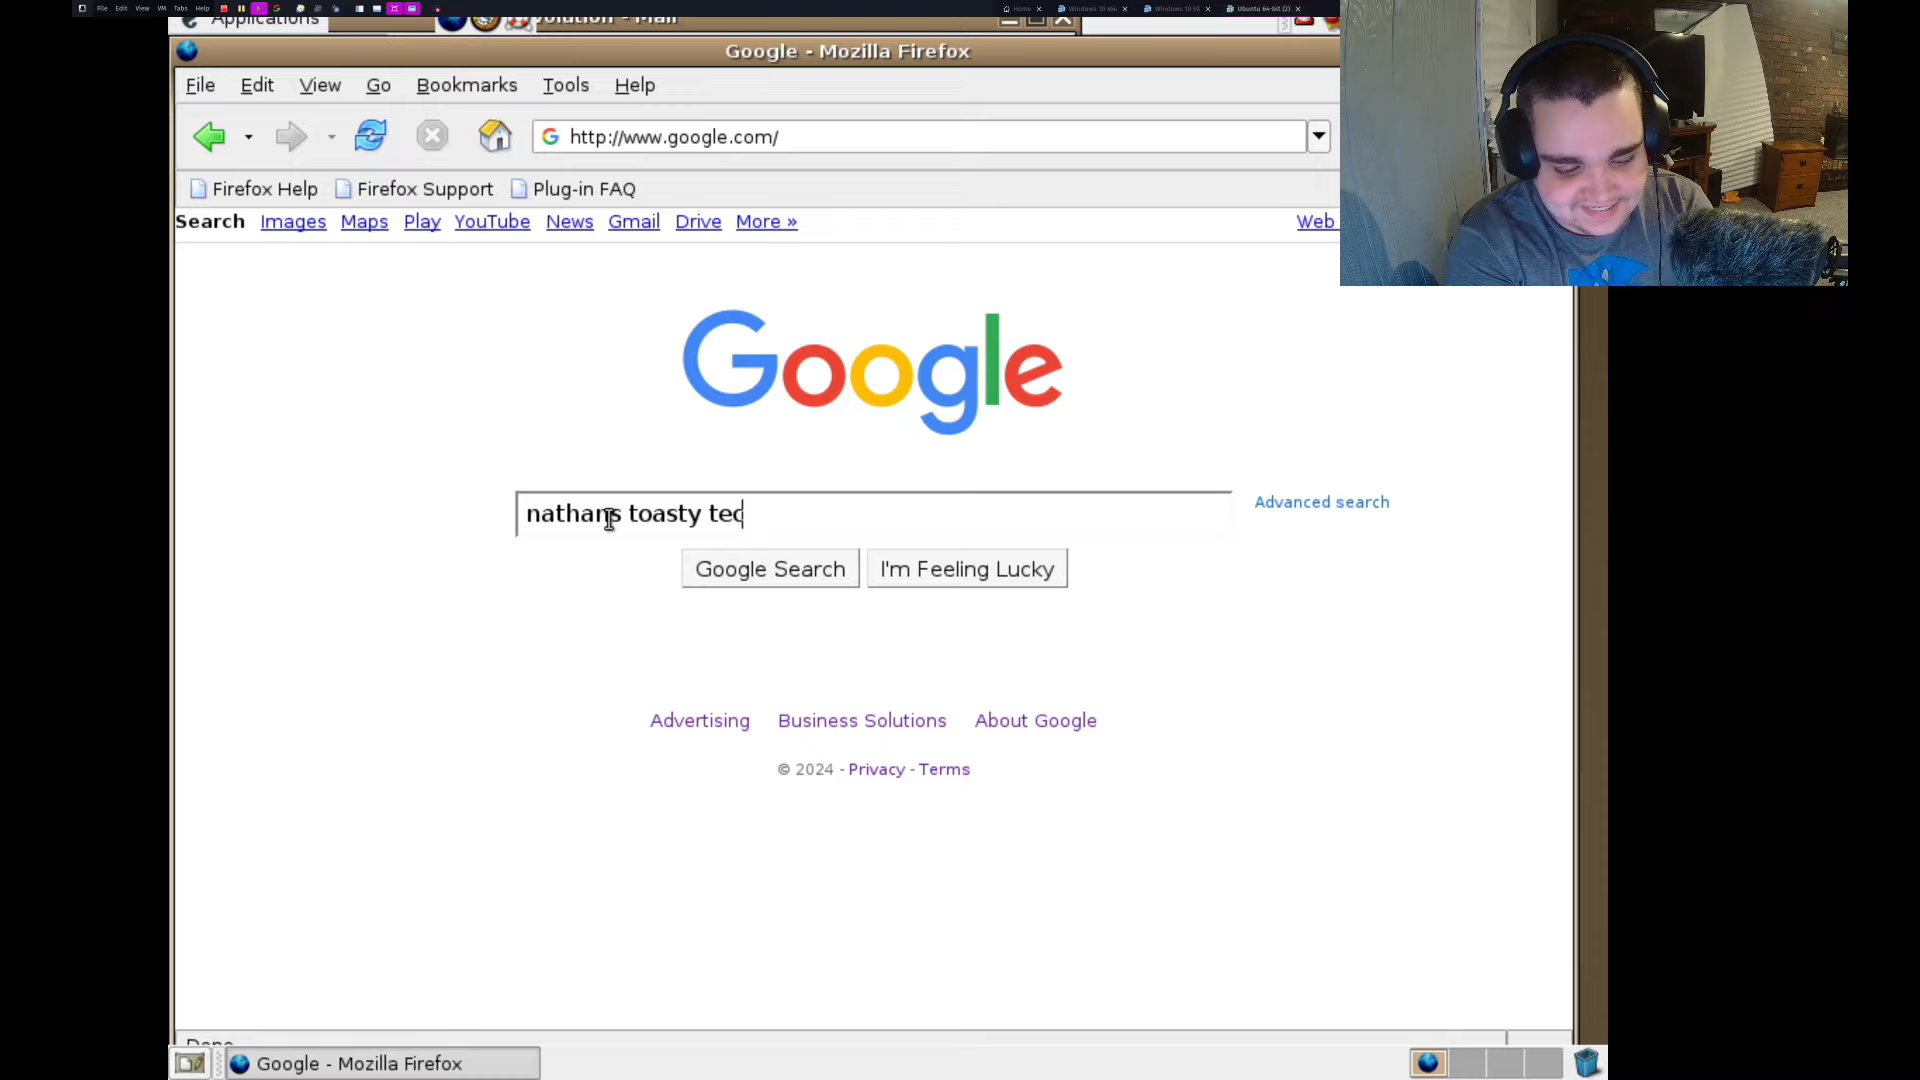 File Edit View VM Tabs Help
Home Windows 10 x64 Windows 10 EX Ubuntu 64-bit (2)
Applications
volution - Mail
Google - Mozilla Firefox
File Edit View Go Bookmarks Tools Help
http://www.google.com/
Firefox Help Firefox Support Plug-in FAQ
Search Images Maps Play YouTube News Gmail Drive More » Web
Google
nathans toasty tec
Advanced search
Google Search I'm Feeling Lucky
Advertising Business Solutions About Google
© 2024 - Privacy - Terms
Done
Google - Mozilla Firefox